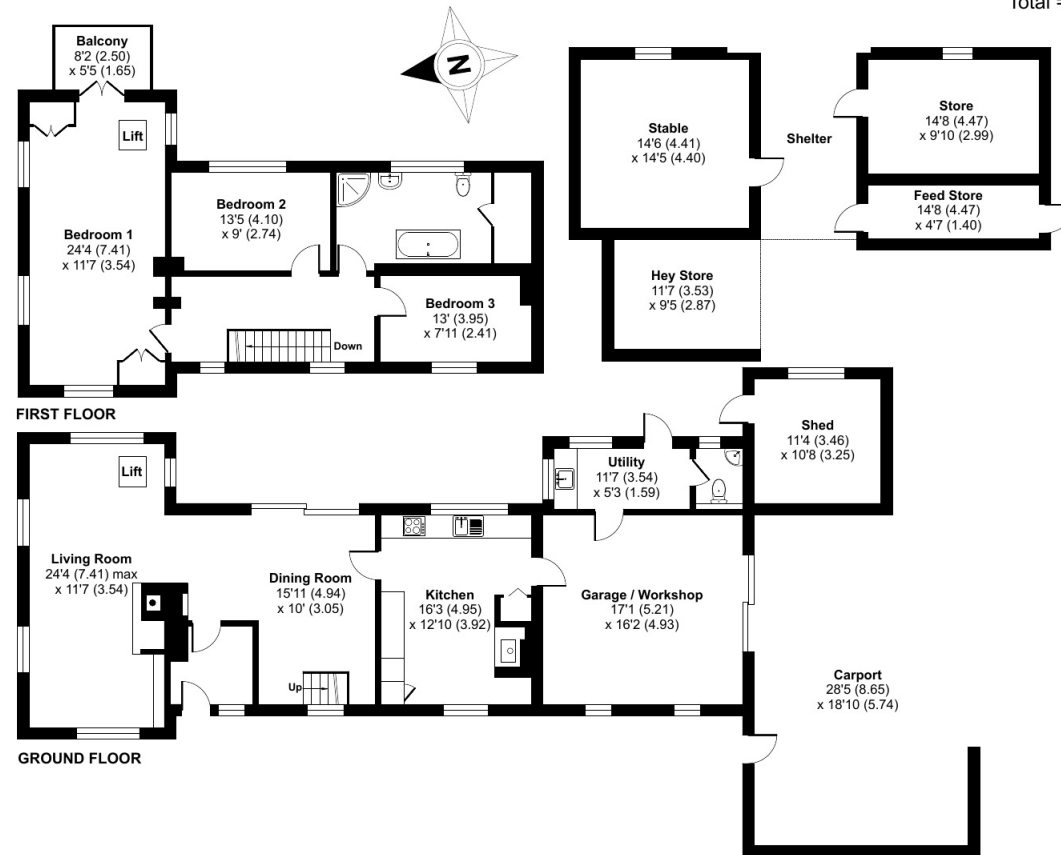 Total =
Balcony
8'2 (2.50)
x 5'5 (1.65)
N
Lift
Bedroom 1
24'4 (7.41)
x 11'7 (3.54)
Bedroom 2
13'5 (4.10)
x 9' (2.74)
Bedroom 3
13' (3.95)
x 7'11 (2.41)
Down
FIRST FLOOR
Stable
14'6 (4.41)
x 14'5 (4.40)
Shelter
Store
14'8 (4.47)
x 9'10 (2.99)
Feed Store
14'8 (4.47)
x 4'7 (1.40)
Hey Store
11'7 (3.53)
x 9'5 (2.87)
Shed
11'4 (3.46)
x 10'8 (3.25)
Lift
Utility
11'7 (3.54)
x 5'3 (1.59)
Living Room
24'4 (7.41) max
x 11'7 (3.54)
Dining Room
15'11 (4.94)
x 10' (3.05)
Kitchen
16'3 (4.95)
x 12'10 (3.92)
Garage / Workshop
17'1 (5.21)
x 16'2 (4.93)
Up
Carport
28'5 (8.65)
x 18'10 (5.74)
GROUND FLOOR